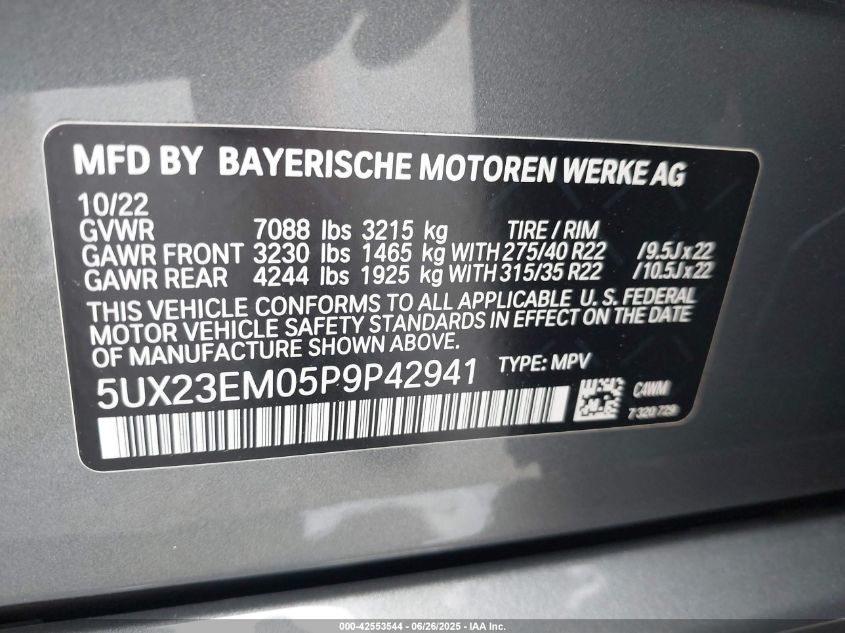 MFD BY BAYERISCHE MOTOREN WERKE AG
10/22
GVWR 7088 lbs 3215 kg TIRE / RIM
GAWR FRONT 3230 lbs 1465 kg WITH 275/40 R22 /9.5Jx22
GAWR REAR 4244 lbs 1925 kg WITH 315/35 R22 /10.5Jx22
THIS VEHICLE CONFORMS TO ALL APPLICABLE U. S. FEDERAL
MOTOR VEHICLE SAFETY STANDARDS IN EFFECT ON THE DATE
OF MANUFACTURE SHOWN ABOVE.
5UX23EM05P9P42941 TYPE: MPV
C4WM
7 320 729
000-42553544 - 06/26/2025 - IAA Inc.